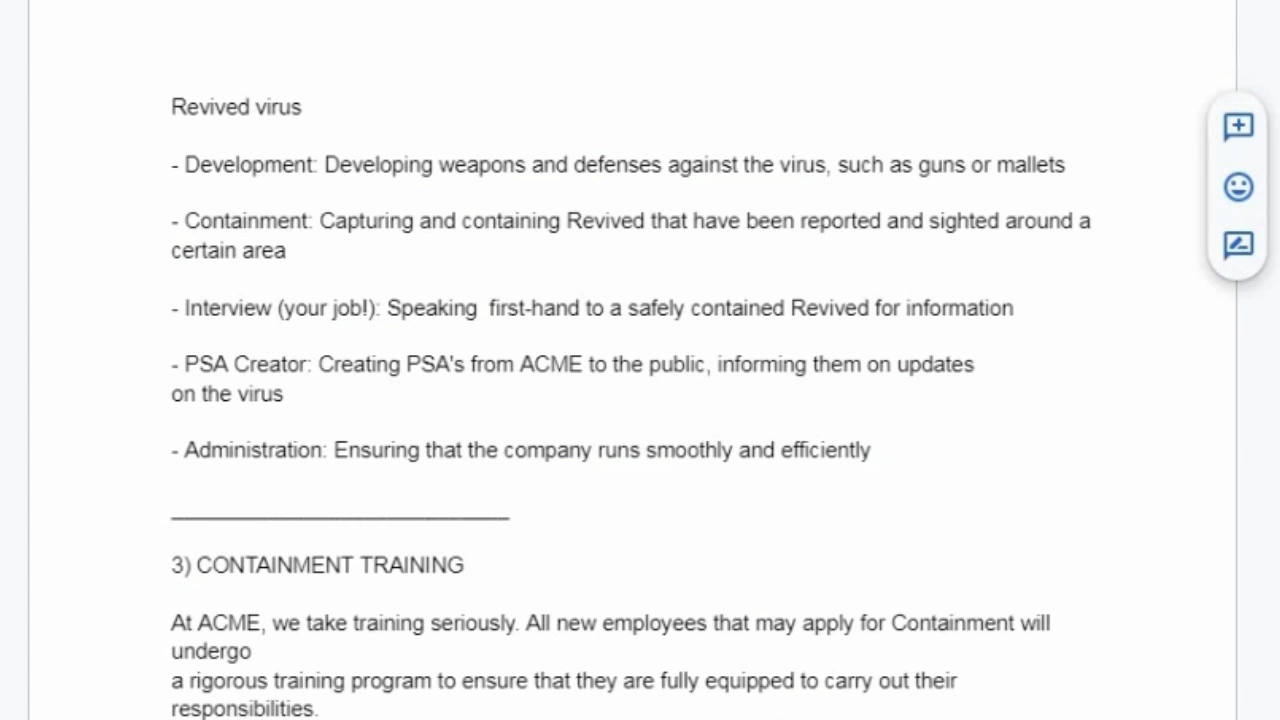 Revived virus
- Development: Developing weapons and defenses against the virus, such as guns or mallets
- Containment: Capturing and containing Revived that have been reported and sighted around a
certain area
- Interview (your job!): Speaking  first-hand to a safely contained Revived for information
- PSA Creator: Creating PSA's from ACME to the public, informing them on updates
on the virus
- Administration: Ensuring that the company runs smoothly and efficiently
______________________________
3) CONTAINMENT TRAINING
At ACME, we take training seriously. All new employees that may apply for Containment will
undergo
a rigorous training program to ensure that they are fully equipped to carry out their
responsibilities.